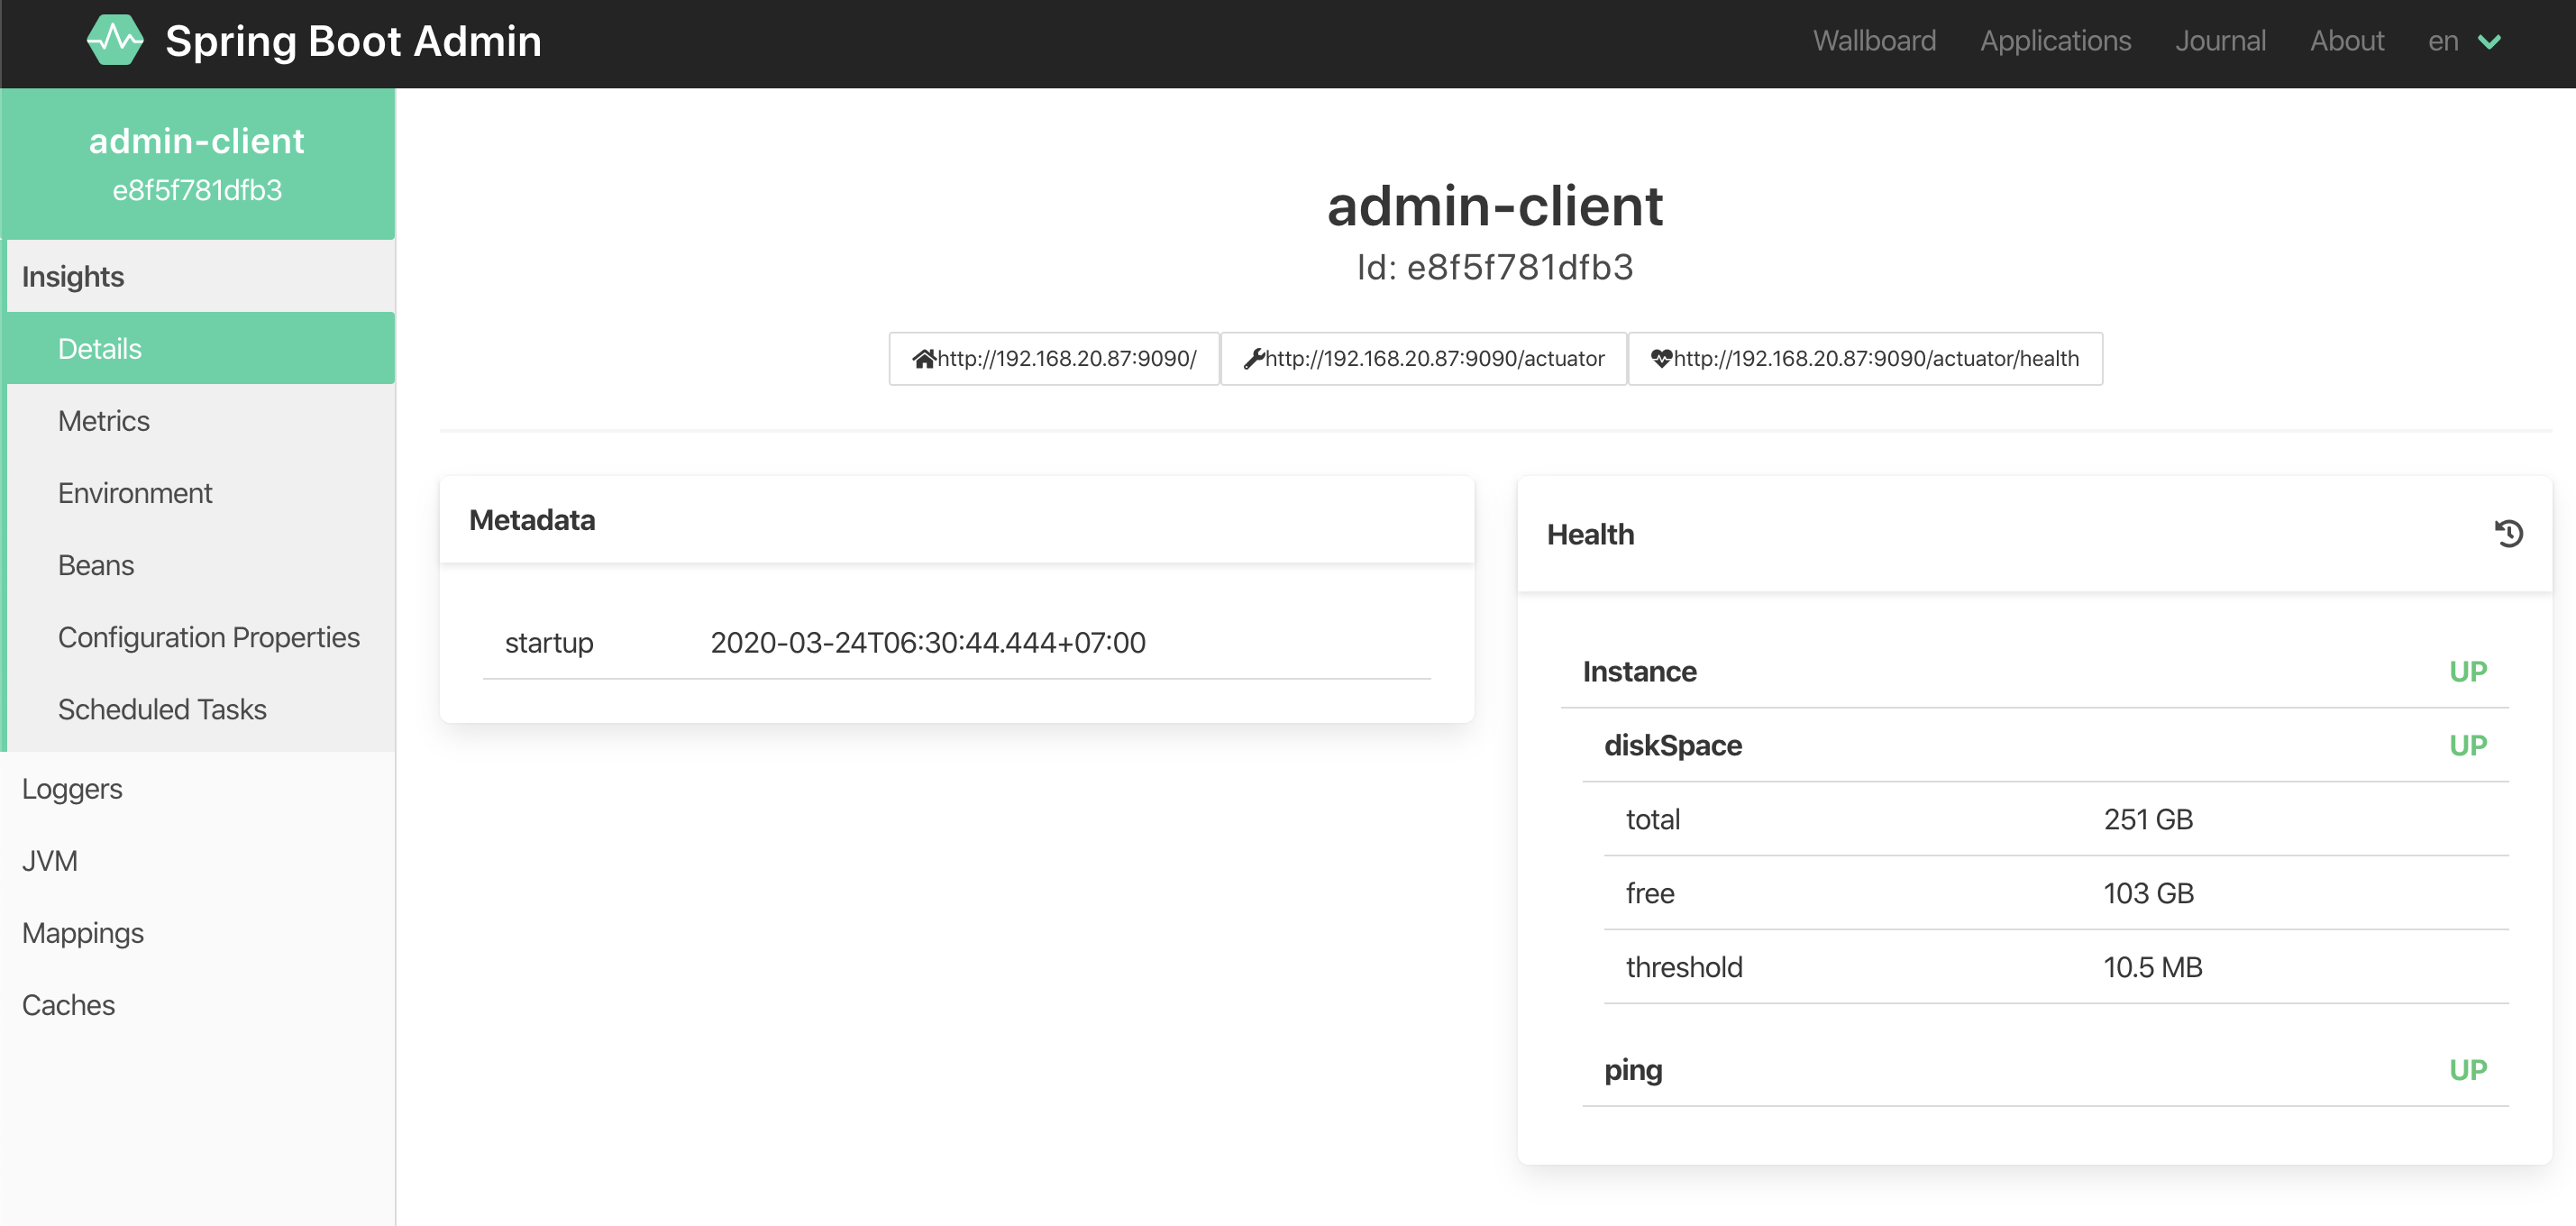 Spring Boot Admin
Wallboard Applications Journal About en
admin-client
e8f5f781dfb3
Insights
Details
Metrics
Environment
Beans
Configuration Properties
Scheduled Tasks
Loggers
JVM
Mappings
Caches
admin-client
Id: e8f5f781dfb3
http://192.168.20.87:9090/ http://192.168.20.87:9090/actuator http://192.168.20.87:9090/actuator/health
Metadata
startup 2020-03-24T06:30:44.444+07:00
Health
Instance UP
diskSpace UP
total 251 GB
free 103 GB
threshold 10.5 MB
ping UP